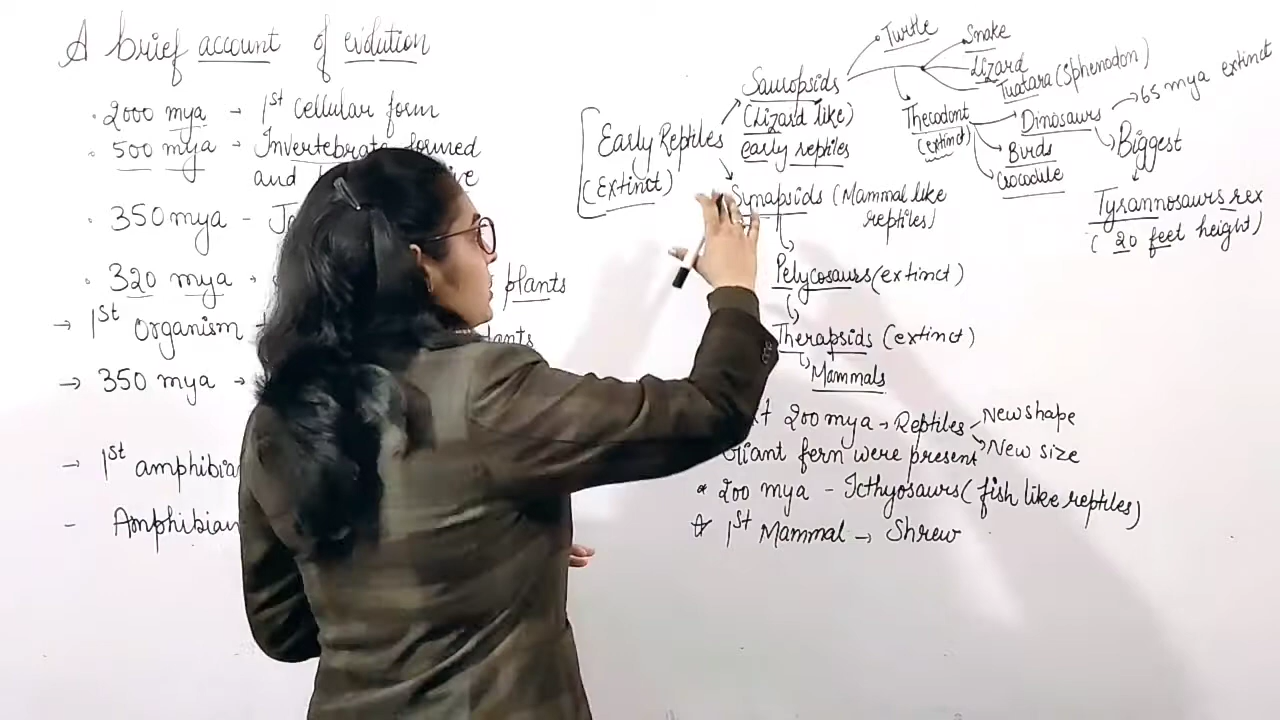 A brief account of evolution
. 2000 mya → 1st cellular form
. 500 mya → Invertebrate formed
and
. 350 mya -
. 320 mya → plants
→ 1st organism
→ 350 mya →
→ 1st amphibian
- Amphibian
Early Reptiles
(Extinct)
Sauropsids
(Lizard like)
early reptiles
Turtle
Snake
Lizard
Tuatara (Sphenodon)
Thecodont
(extinct)
Dinosaurs
→ 65 mya extinct
Biggest
Tyrannosaurs rex
(20 feet height)
Birds
Crocodile
Synapsids (Mammal like
reptiles)
Pelycosaurs (extinct)
Therapsids (extinct)
Mammals
200 mya → Reptiles
New shape
New size
Giant fern were present
* 200 mya - Icthyosaurs (fish like reptiles)
☆ 1st Mammal → Shrew